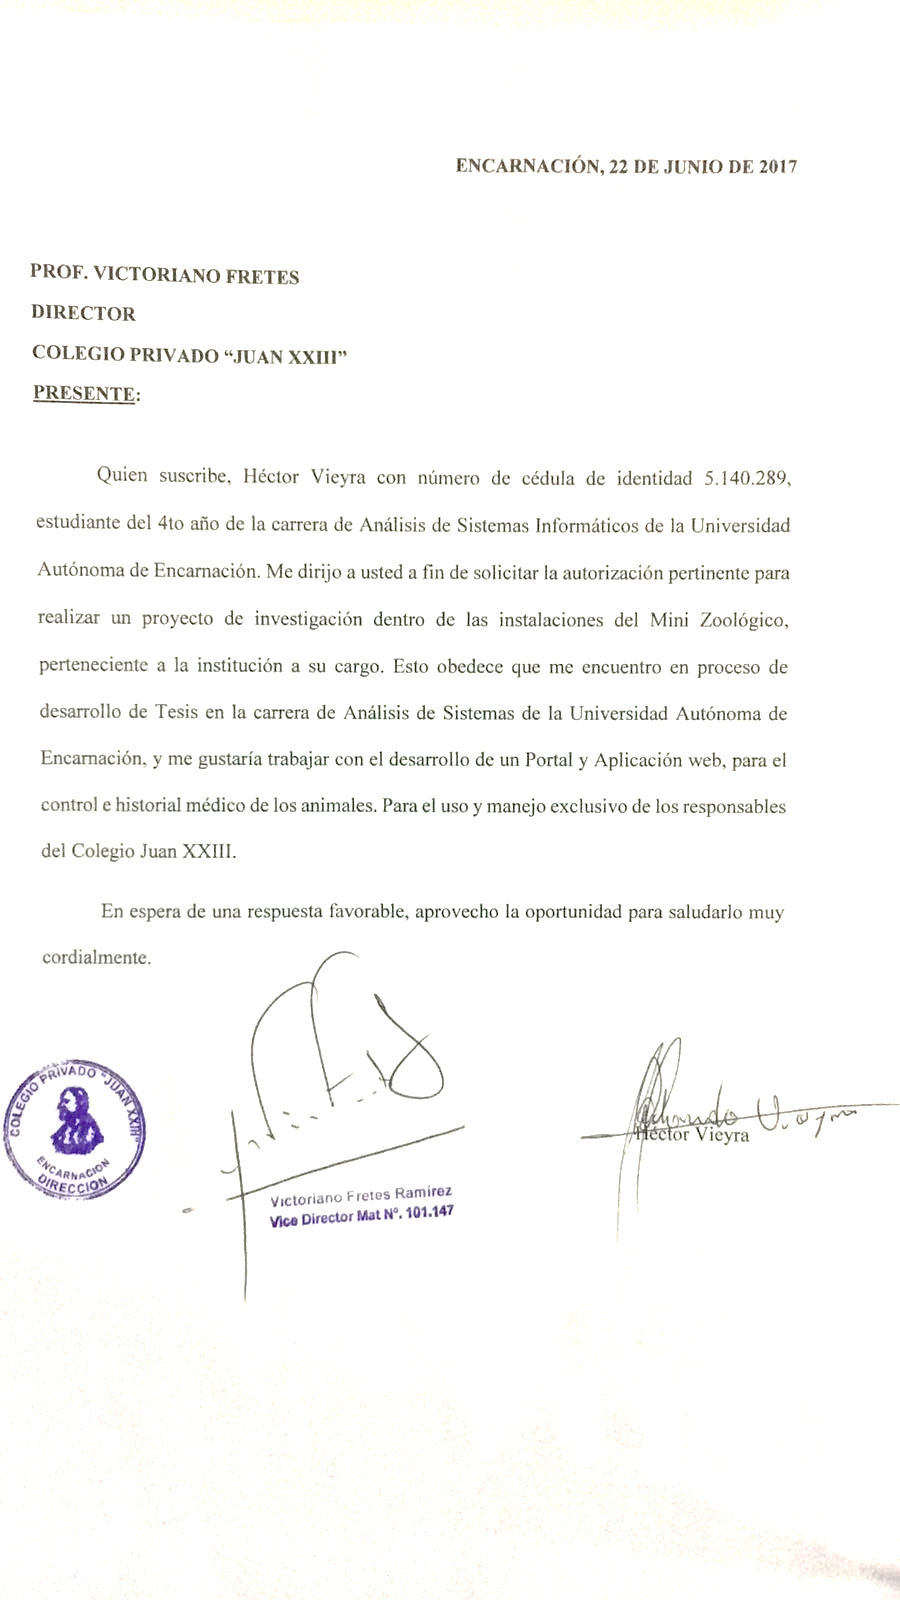 ENCARNACIÓN, 22 DE JUNIO DE 2017
PROF. VICTORIANO FRETES
DIRECTOR
COLEGIO PRIVADO “JUAN XXIII”
PRESENTE:
Quien suscribe, Héctor Vieyra con número de cédula de identidad 5.140.289,
estudiante del 4to año de la carrera de Análisis de Sistemas Informáticos de la Universidad
Autónoma de Encarnación. Me dirijo a usted a fin de solicitar la autorización pertinente para
realizar un proyecto de investigación dentro de las instalaciones del Mini Zoológico,
perteneciente a la institución a su cargo. Esto obedece que me encuentro en proceso de
desarrollo de Tesis en la carrera de Análisis de Sistemas de la Universidad Autónoma de
Encarnación, y me gustaría trabajar con el desarrollo de un Portal y Aplicación web, para el
control e historial médico de los animales. Para el uso y manejo exclusivo de los responsables
del Colegio Juan XXIII.
En espera de una respuesta favorable, aprovecho la oportunidad para saludarlo muy
cordialmente.
COLEGIO PRIVADO "JUAN XXIII"
ENCARNACION
DIRECCION
Victoriano Fretes Ramírez
Vice Director Mat Nº. 101.147
Héctor Vieyra